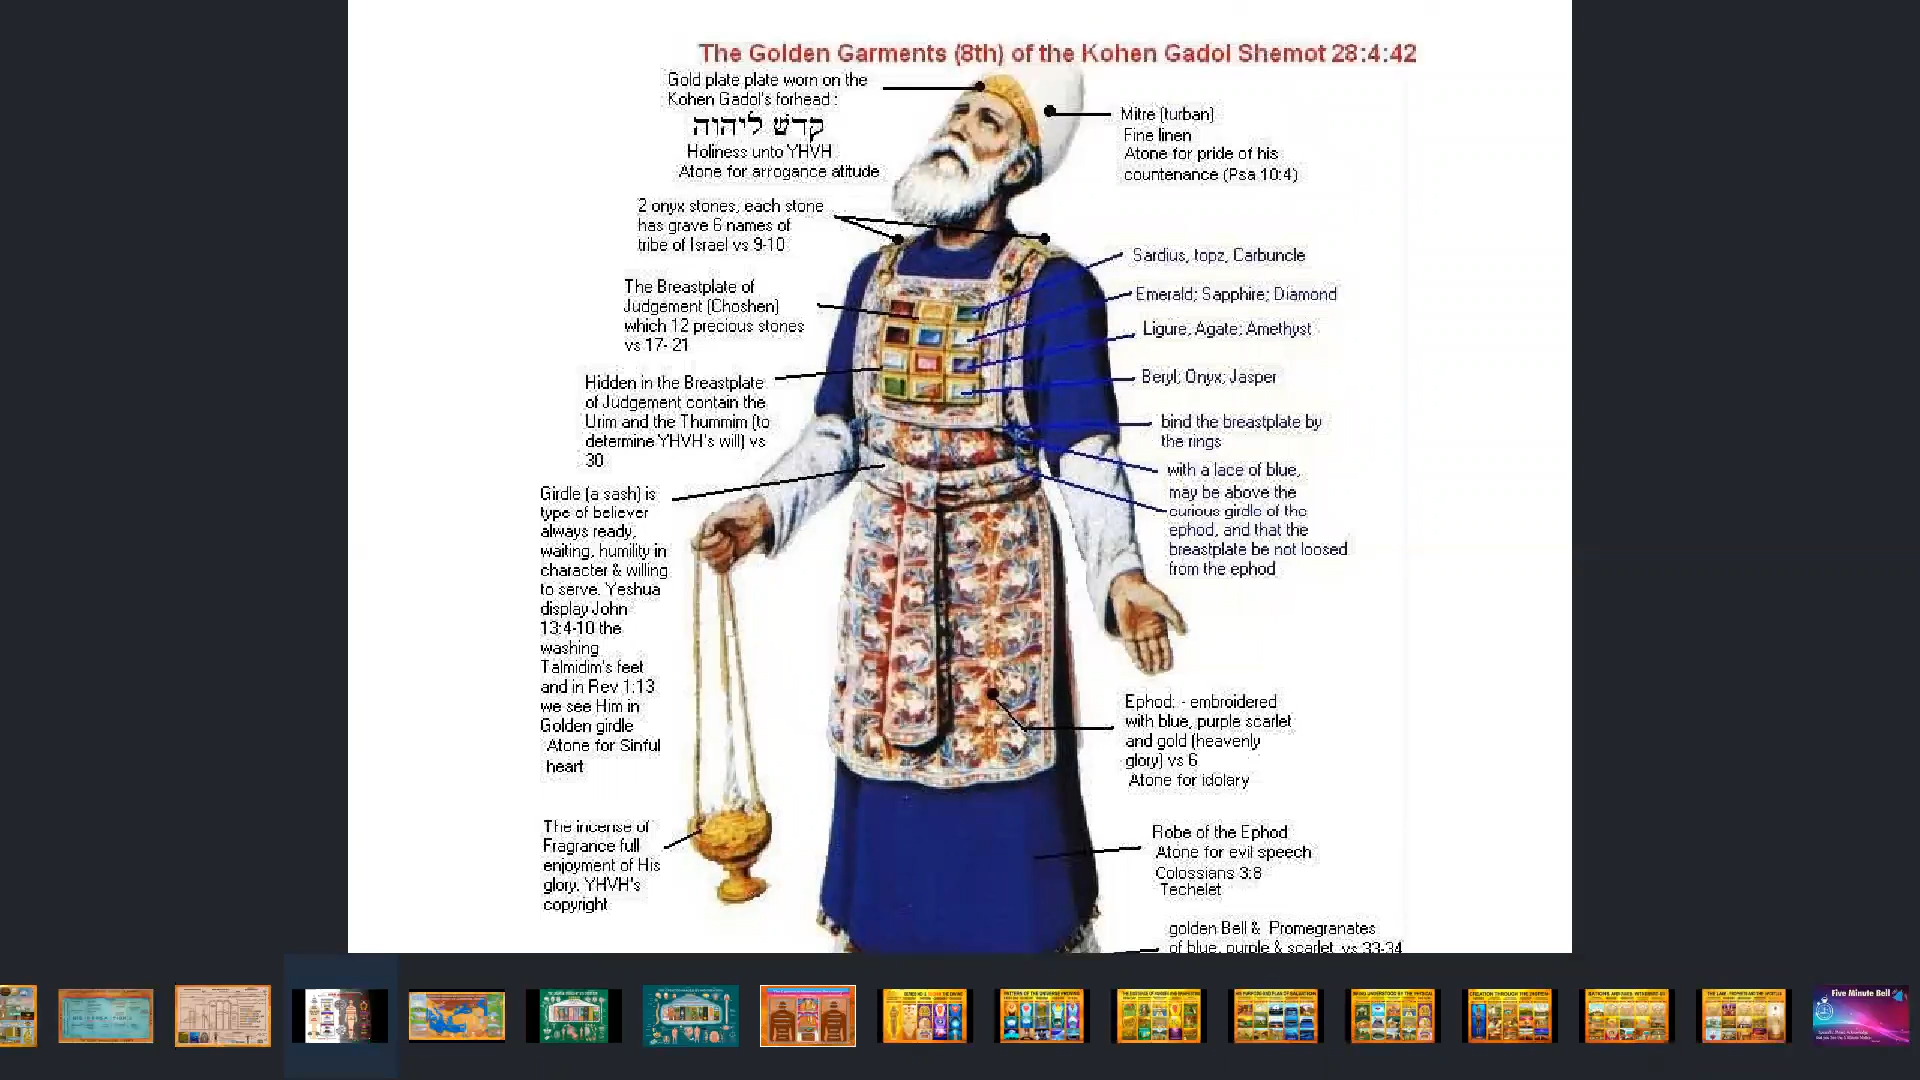 The Golden Garments (8th) of the Kohen Gadol Shemot 28:4:42
Gold plate plate worn on the
Kohen Gadol's forhead :
קדש ליהוה
Holiness unto YHVH
Atone for arrogance atitude
Mitre (turban)
Fine linen
Atone for pride of his
countenance (Psa 10:4)
2 onyx stones, each stone
has grave 6 names of
tribe of Israel vs 9-10
Sardius, topz, Carbuncle
Emerald; Sapphire; Diamond
Ligure, Agate; Amethyst
Beryl; Onyx; Jasper
The Breastplate of
Judgement (Choshen)
which 12 precious stones
vs 17- 21
Hidden in the Breastplate
of Judgement contain the
Urim and the Thummim (to
determine YHVH's will) vs
30
bind the breastplate by
the rings
with a lace of blue,
may be above the
curious girdle of the
ephod, and that the
breastplate be not loosed
from the ephod
Girdle (a sash) is
type of believer
always ready,
waiting, humility in
character & willing
to serve. Yeshua
display John
13:4-10 the
washing
Talmidim's feet
and in Rev 1:13
we see Him in
Golden girdle
Atone for Sinful
heart
Ephod: - embroidered
with blue, purple scarlet
and gold (heavenly
glory) vs 6
Atone for idolary
The incense of
Fragrance full
enjoyment of His
glory. YHVH's
copyright
Robe of the Ephod
Atone for evil speech
Colossians 3:8
Techelet
golden Bell & Promegranates
of blue, purple & scarlet vs 33-34
Five Minute Bell